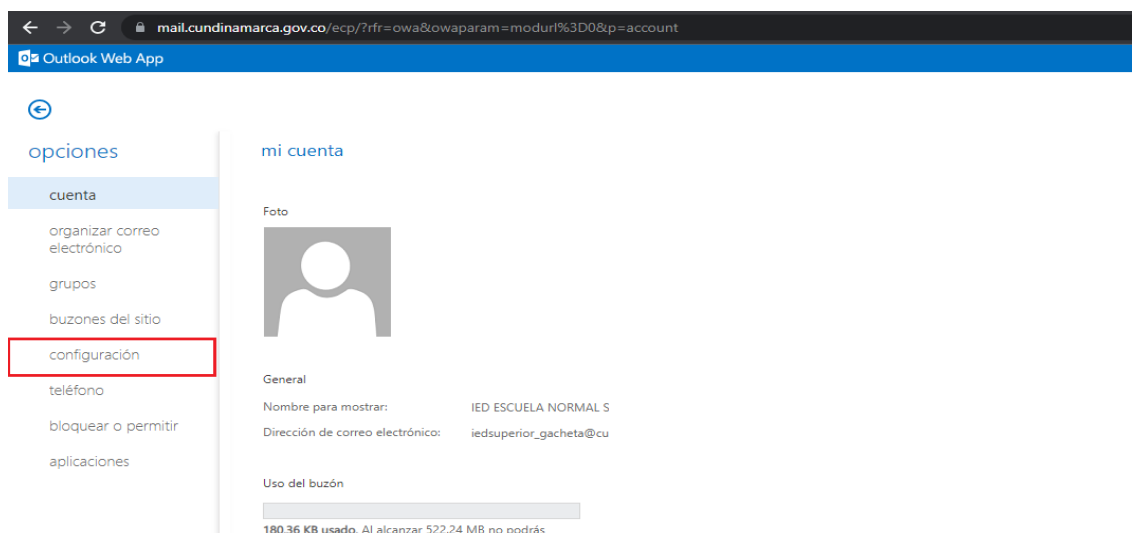 mail.cundinamarca.gov.co/ecp/?rfr=owa&owaparam=modurl%3D0&p=account
Outlook Web App
opciones
cuenta
organizar correo
electrónico
grupos
buzones del sitio
configuración
teléfono
bloquear o permitir
aplicaciones
mi cuenta
Foto
General
Nombre para mostrar: IED ESCUELA NORMAL S
Dirección de correo electrónico: iedsuperior_gacheta@cu
Uso del buzón
180,36 KB usado. Al alcanzar 522,24 MB no podrás